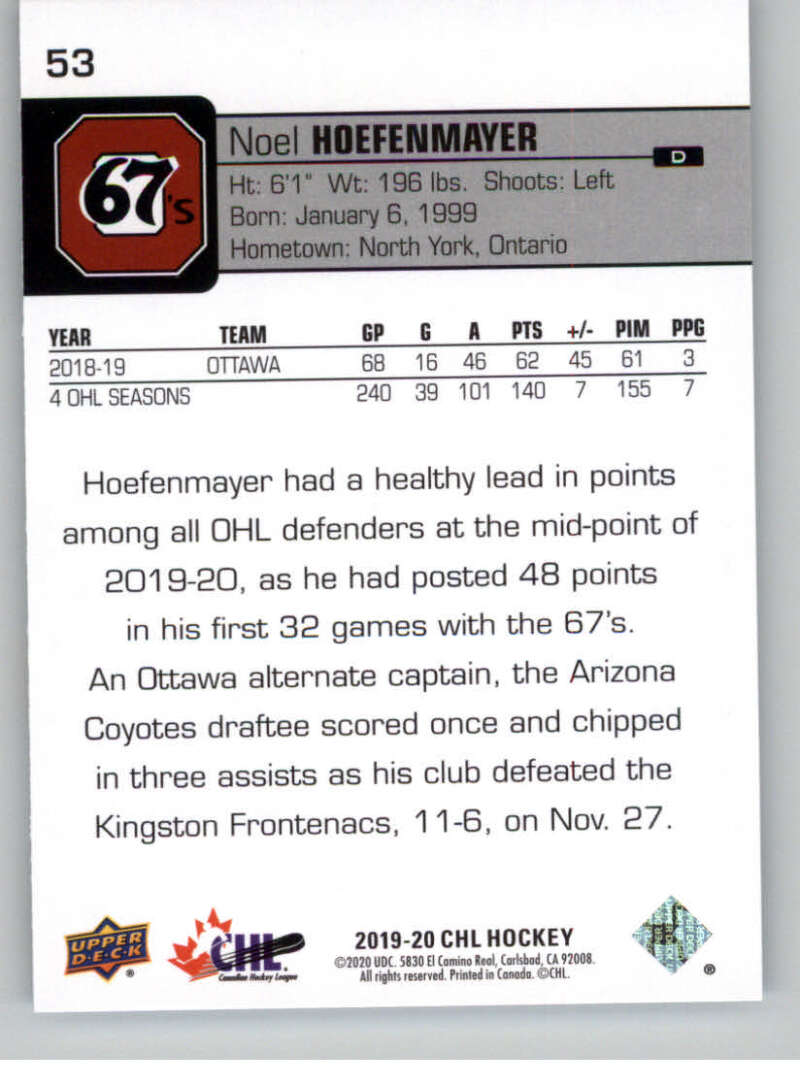 53
67's
Noel HOEFENMAYER
D
Ht: 6'1" Wt: 196 lbs. Shoots: Left
Born: January 6, 1999
Hometown: North York, Ontario
YEAR TEAM GP G A PTS +/- PIM PPG
2018-19 OTTAWA 68 16 46 62 45 61 3
4 OHL SEASONS 240 39 101 140 7 155 7
Hoefenmayer had a healthy lead in points
among all OHL defenders at the mid-point of
2019-20, as he had posted 48 points
in his first 32 games with the 67's.
An Ottawa alternate captain, the Arizona
Coyotes draftee scored once and chipped
in three assists as his club defeated the
Kingston Frontenacs, 11-6, on Nov. 27.
UPPER
D·E·C·K
®
CHL.
Canadian Hockey League
2019-20 CHL HOCKEY
©2020 UDC. 5830 El Camino Real, Carlsbad, CA 92008.
All rights reserved. Printed in Canada. ©CHL.
®